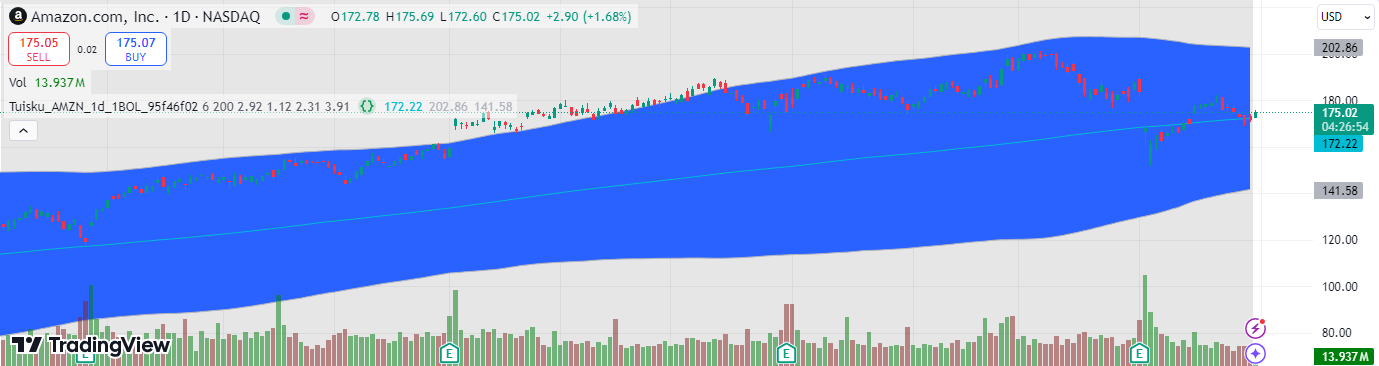 a Amazon.com, Inc. · 1D · NASDAQ ≈ O172.78 H175.69 L172.60 C175.02 +2.90 (+1.68%)
USD
175.05 0.02 175.07
SELL BUY
202.86
200.00
Vol 13.937M
Tuisku_AMZN_1d_1BOL_95f46f02 6 200 2.92 1.12 2.31 3.91 {} 172.22 202.86 141.58
180.00
175.02
04:26:54
172.22
141.58
120.00
100.00
80.00
TradingView
E E E E
13.937M